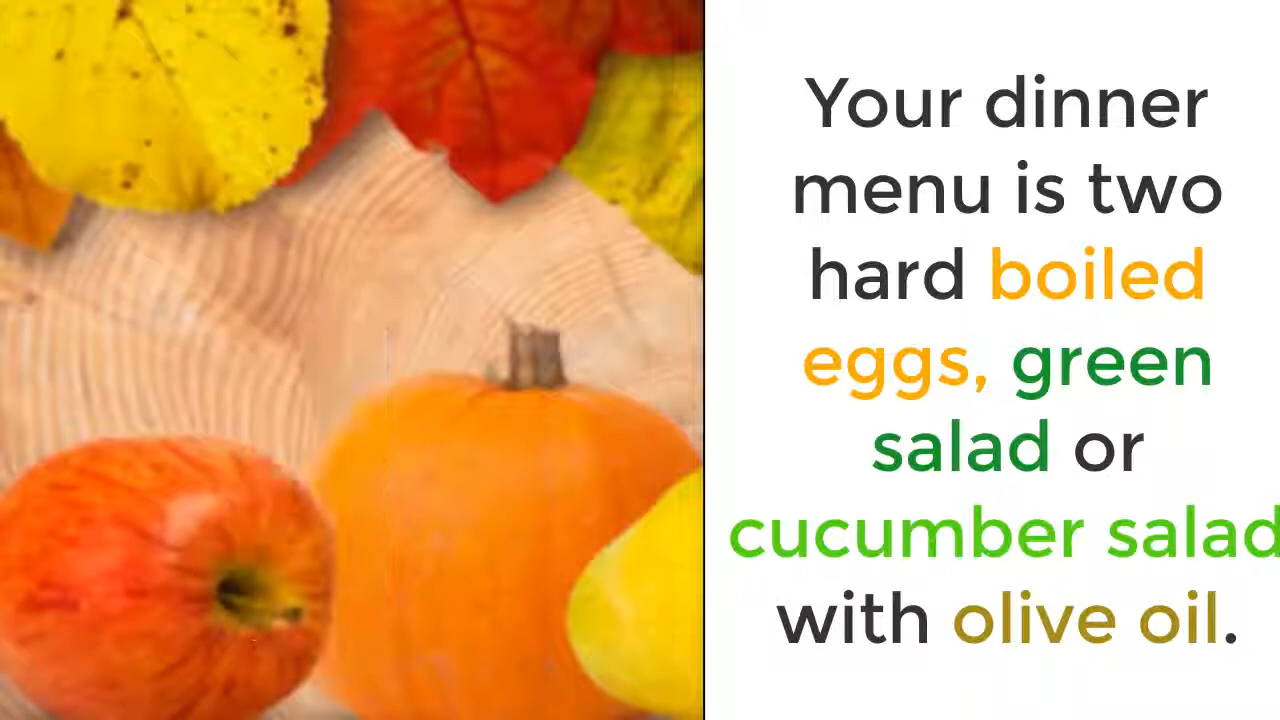 Your dinner
menu is two
hard boiled
eggs, green
salad or
cucumber salad
with olive oil.